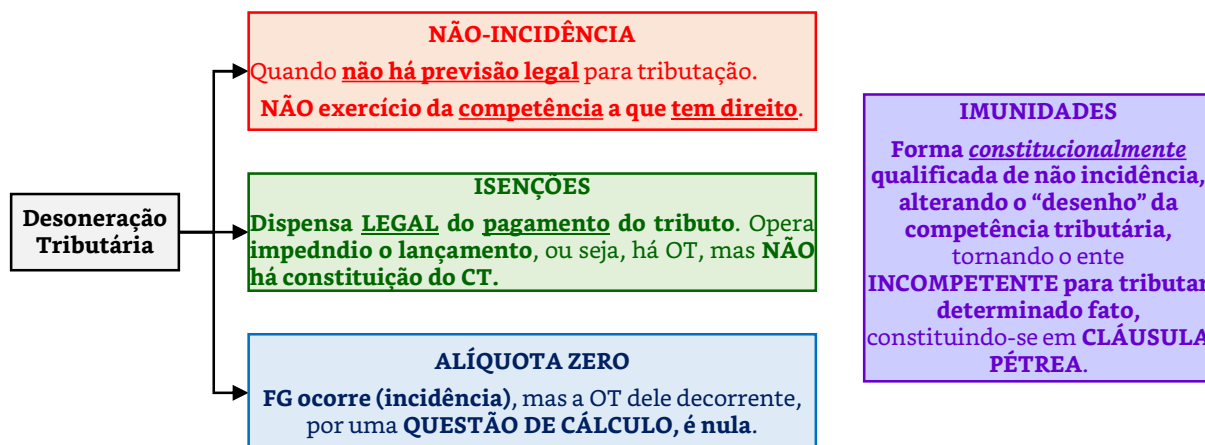 NÃO-INCIDÊNCIA
Quando não há previsão legal para tributação.
NÃO exercício da competência a que tem direito.
Desoneração
Tributária
ISENÇÕES
Dispensa LEGAL do pagamento do tributo. Opera
impedndio o lançamento, ou seja, há OT, mas NÃO
há constituição do CT.
ALÍQUOTA ZERO
FG ocorre (incidência), mas a OT dele decorrente,
por uma QUESTÃO DE CÁLCULO, é nula.
IMUNIDADES
Forma constitucionalmente
qualificada de não incidência,
alterando o “desenho” da
competência tributária,
tornando o ente
INCOMPETENTE para tributar
determinado fato,
constituindo-se em CLÁUSULA
PÉTREA.